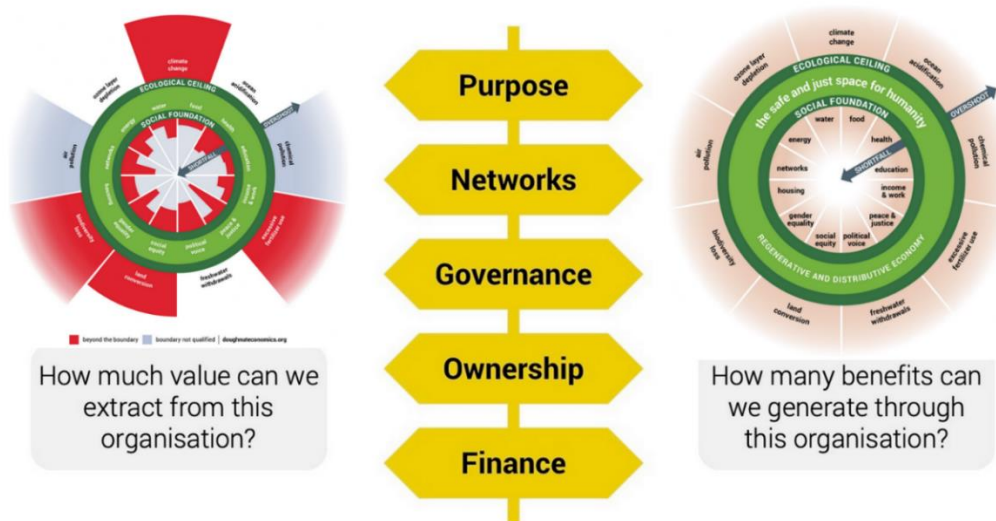 climate
change
ozone layer
depletion
ocean
acidification
ECOLOGICAL CEILING
OVERSHOOT
water
food
energy
health
SOCIAL FOUNDATION
SHORTFALL
networks
education
air
pollution
chemical
pollution
housing
income
& work
gender
equality
peace &
justice
social
equity
political
voice
biodiversity
loss
excessive
fertilizer use
land
conversion
freshwater
withdrawals
beyond the boundary
boundary not qualified | doughnuteconomics.org
How much value can we
extract from this
organisation?
Purpose
Networks
Governance
Ownership
Finance
climate
change
ozone layer
depletion
ocean
acidification
ECOLOGICAL CEILING
the safe and just space for humanity
OVERSHOOT
SOCIAL FOUNDATION
water
food
energy
health
SHORTFALL
air
pollution
chemical
pollution
networks
education
housing
income
& work
gender
equality
peace &
justice
social
equity
political
voice
REGENERATIVE AND DISTRIBUTIVE ECONOMY
biodiversity
loss
excessive
fertilizer use
land
conversion
freshwater
withdrawals
How many benefits can
we generate through
this organisation?